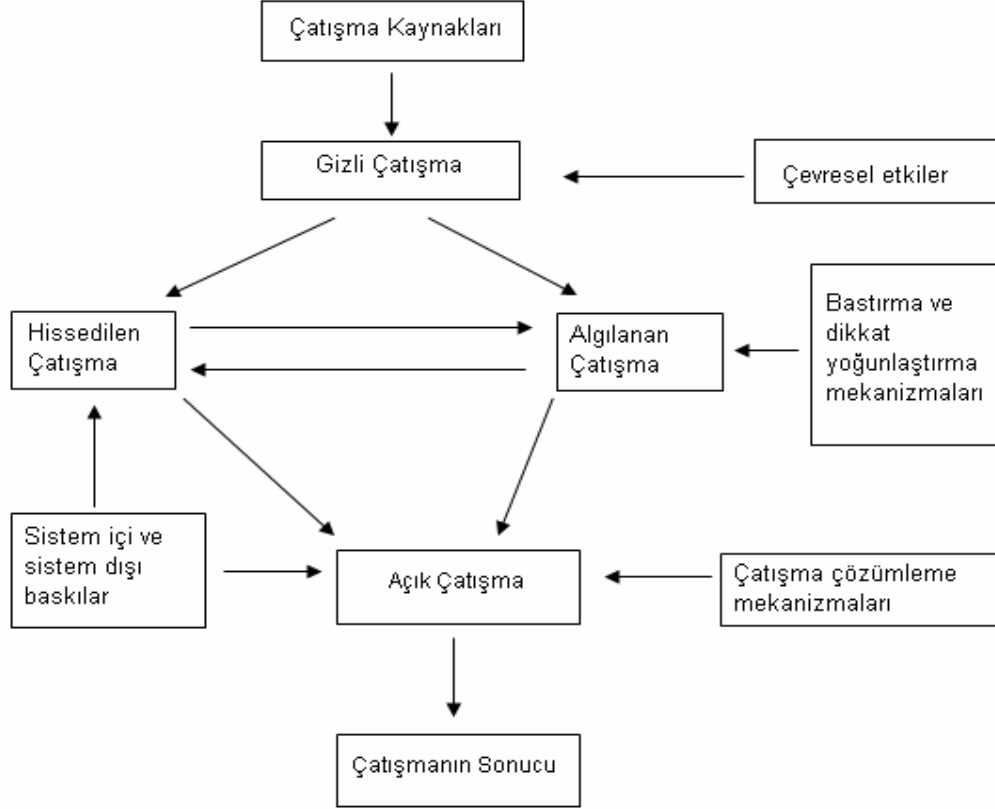 Çatışma Kaynakları
Gizli Çatışma
Çevresel etkiler
Hissedilen
Çatışma
Algılanan
Çatışma
Bastırma ve
dikkat
yoğunlaştırma
mekanizmaları
Sistem içi ve
sistem dışı
baskılar
Açık Çatışma
Çatışma çözümleme
mekanizmaları
Çatışmanın Sonucu